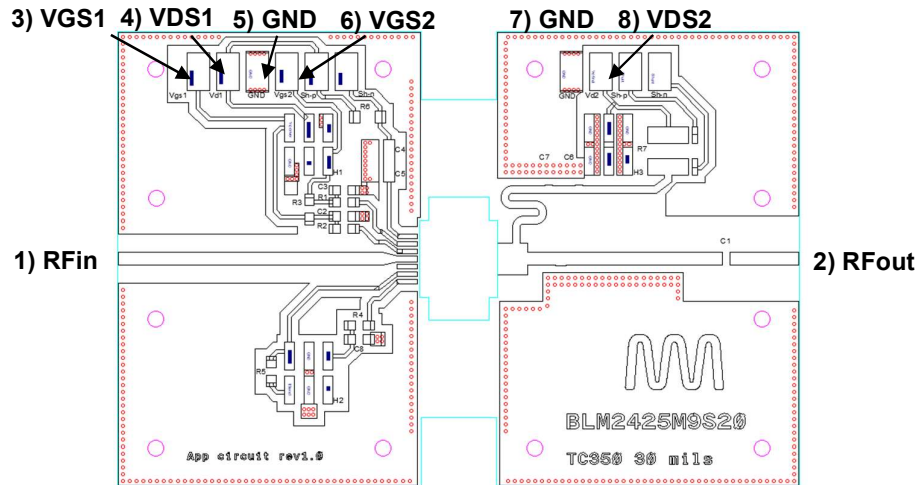 3) VGS1 4) VDS1 5) GND 6) VGS2 7) GND 8) VDS2
Vgs1 Vd1 GND Vgs2 Sh-p Sh-n
GND Vd2 Sh-p Sh-n
R6
C4
C5
H1
C3
R3 R1
C2
R2
R7
C7 C6 H3
C1
1) RFin
2) RFout
R4
C8
R5
H2
App circuit rev1.0
BLM2425M9S20
TC350 30 mils